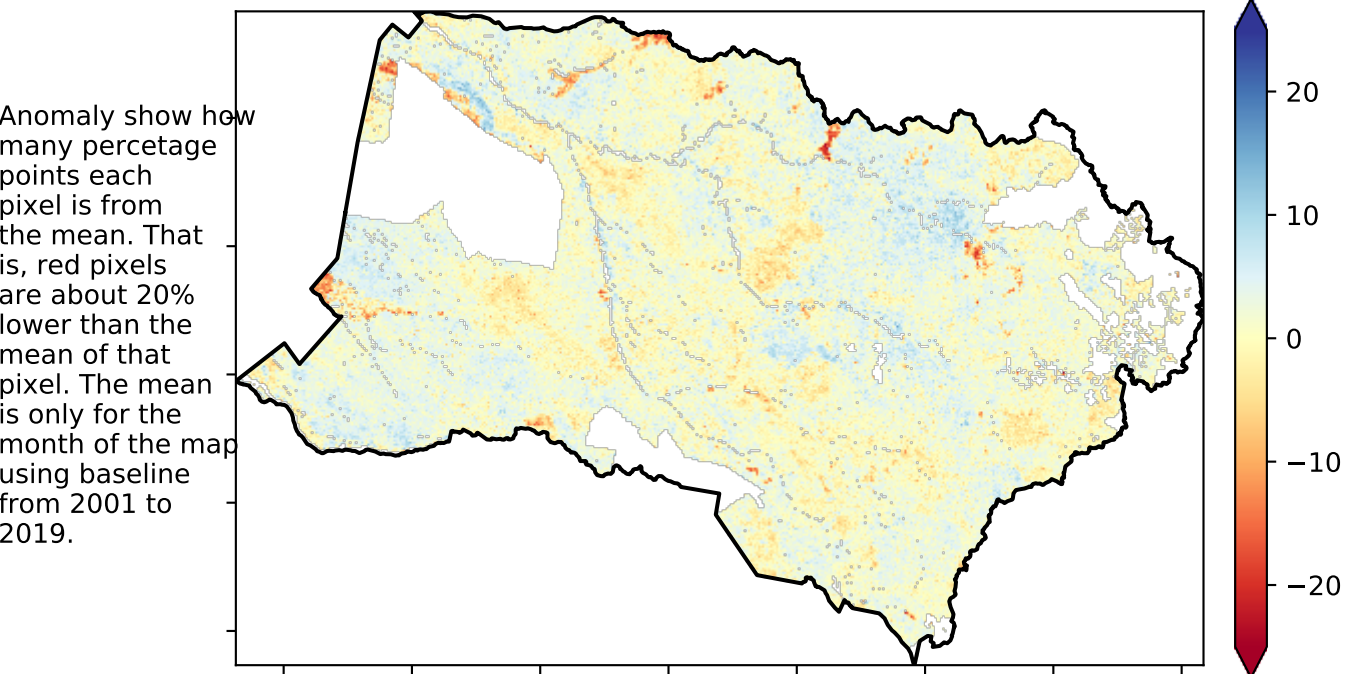 Anomaly show how
many percetage
points each
pixel is from
the mean. That
is, red pixels
are about 20%
lower than the
mean of that
pixel. The mean
is only for the
month of the map
using baseline
from 2001 to
2019.
20
10
0
−10
−20